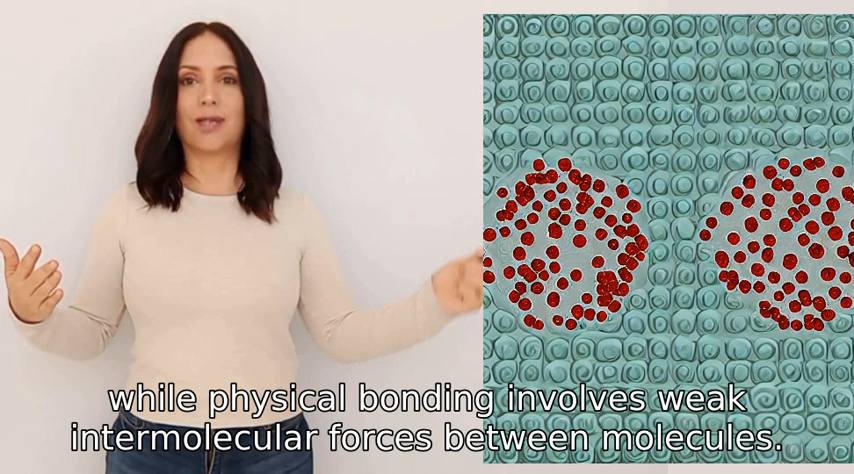 while physical bonding involves weak
intermolecular forces between molecules.